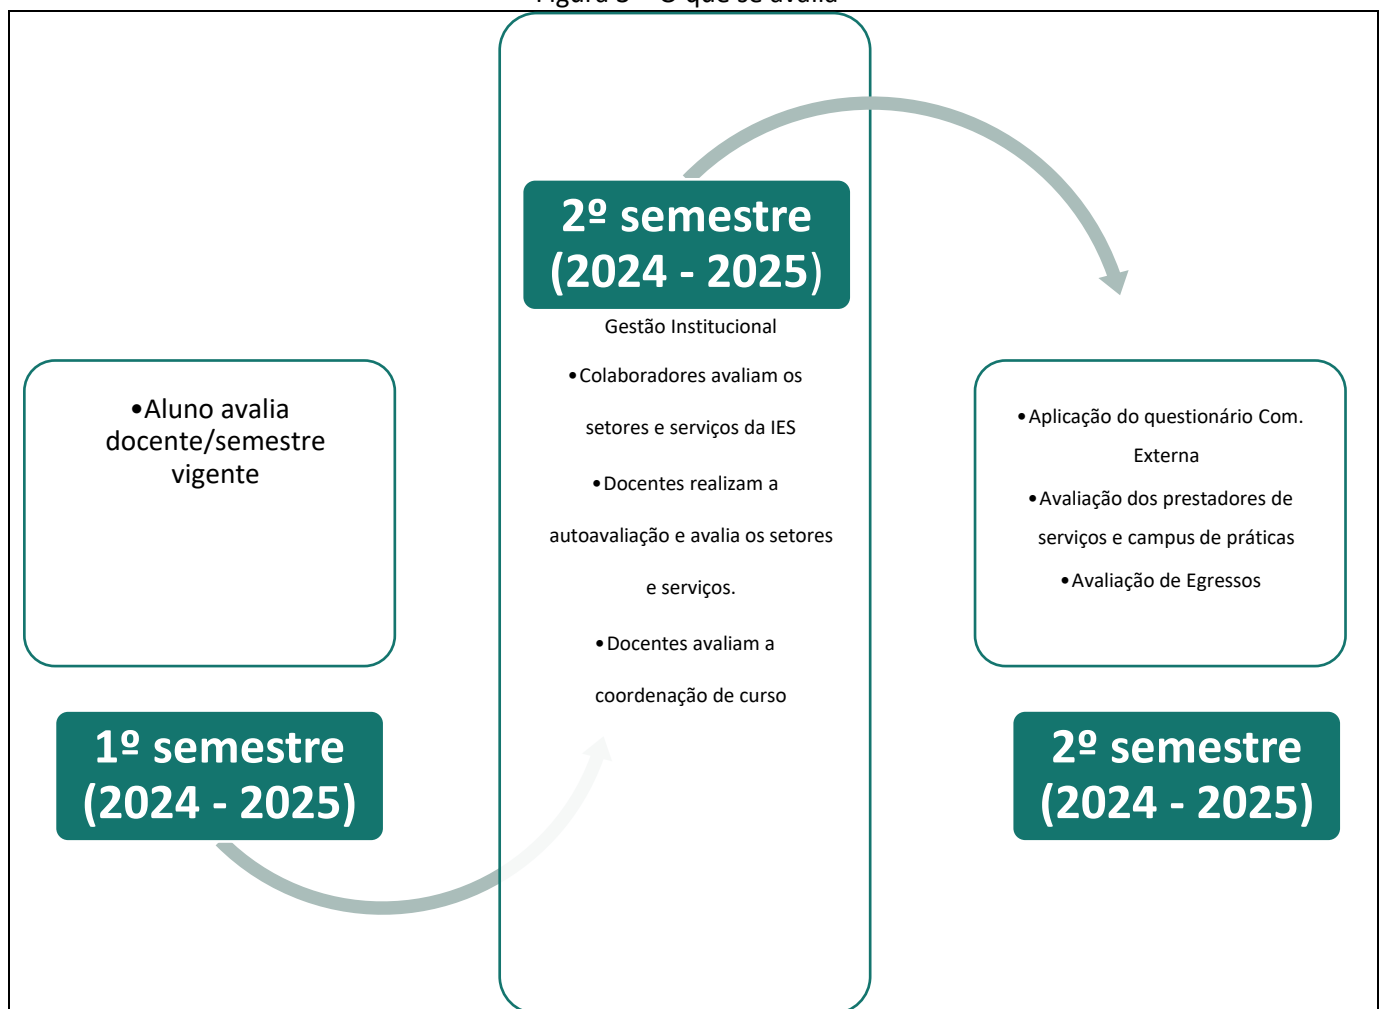 •Aluno avalia
docente/semestre
vigente
1º semestre
(2024 - 2025)
2º semestre
(2024 - 2025)
Gestão Institucional
•Colaboradores avaliam os
setores e serviços da IES
•Docentes realizam a
autoavaliação e avalia os setores
e serviços.
•Docentes avaliam a
coordenação de curso
•Aplicação do questionário Com.
Externa
•Avaliação dos prestadores de
serviços e campus de práticas
•Avaliação de Egressos
2º semestre
(2024 - 2025)